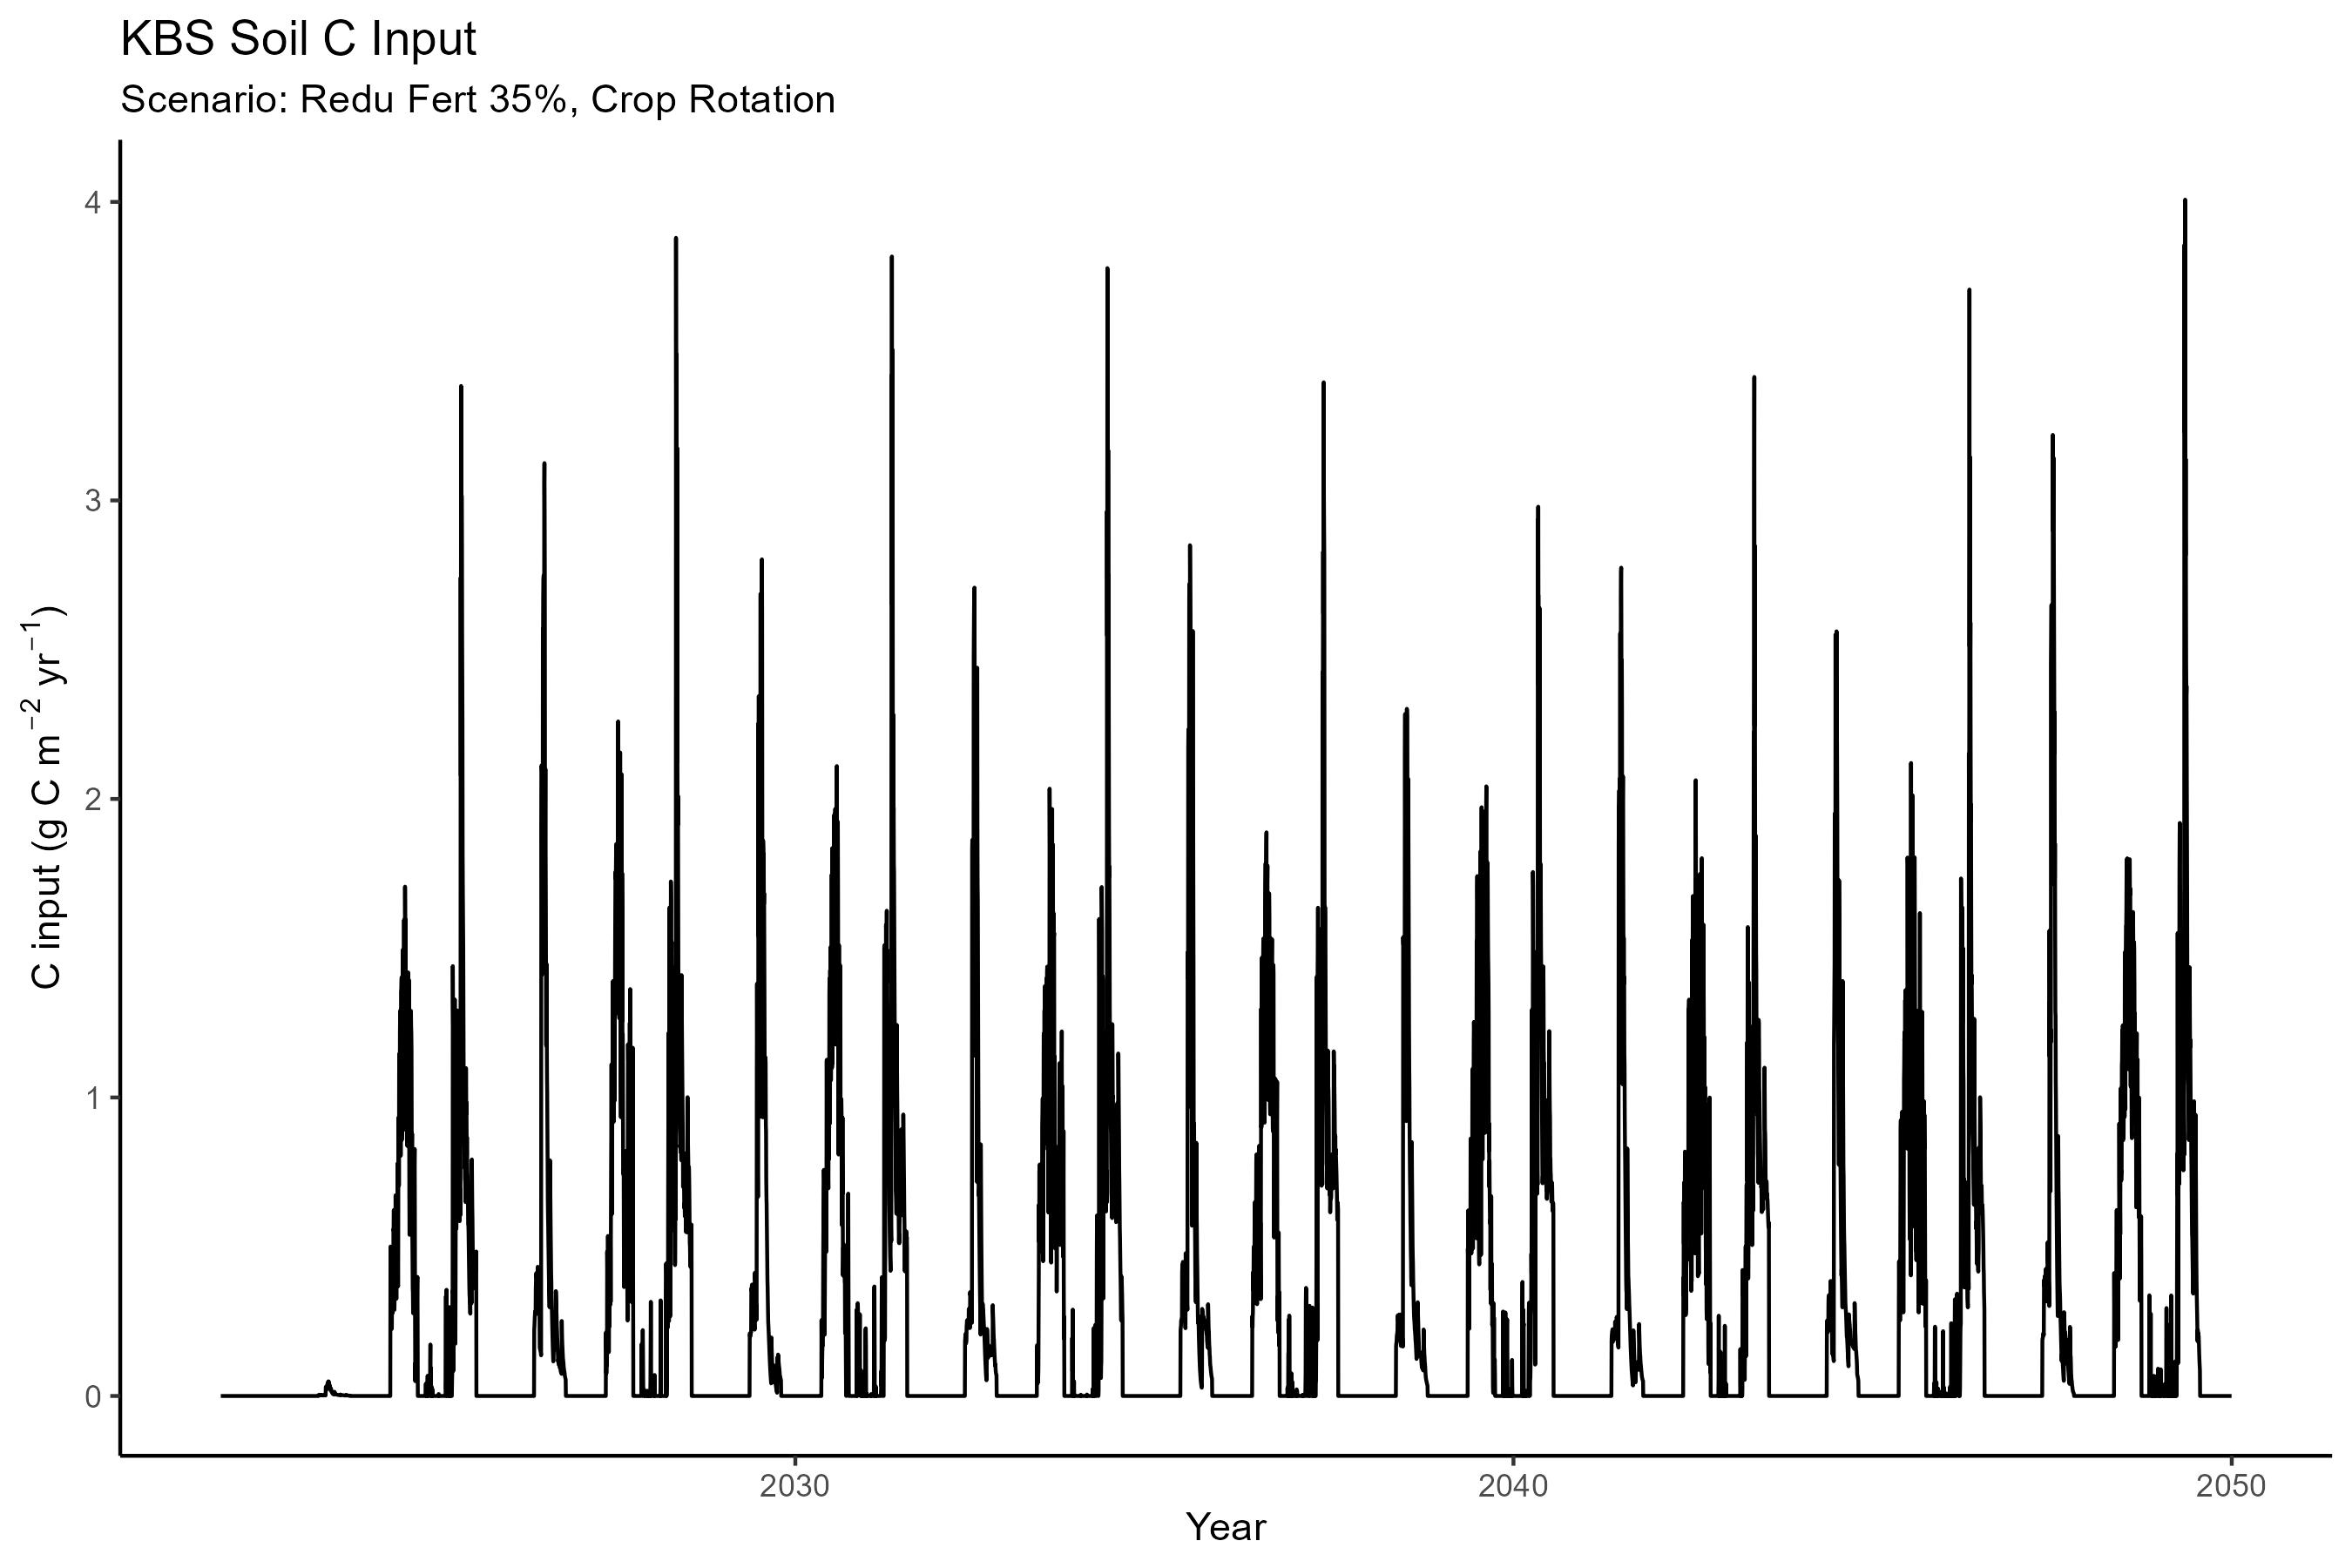 KBS Soil C Input
Scenario: Redu Fert 35%, Crop Rotation
4
3
2
1
0
C input (g C m⁻² yr⁻¹)
2030
2040
2050
Year